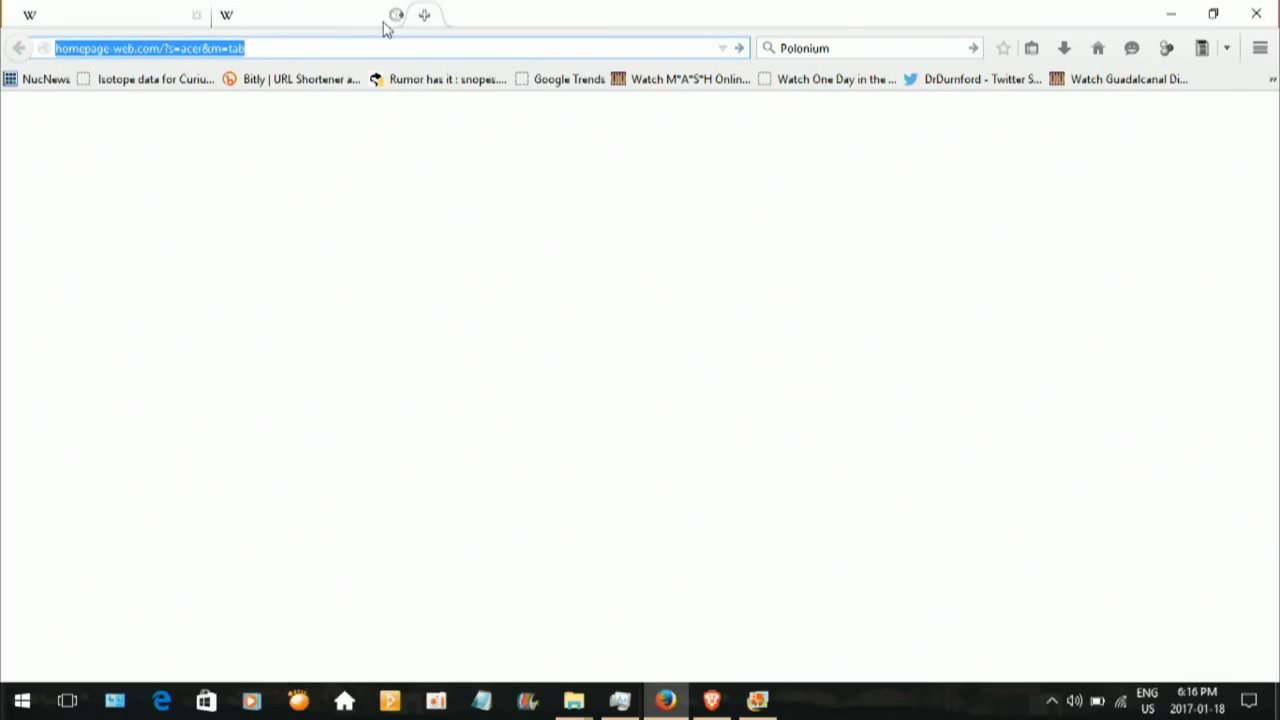 W
W
homepage-web.com/?s=acer&m=tab
Polonium
NucNews
Isotope data for Curiu...
Bitly | URL Shortener a...
Rumor has it : snopes....
Google Trends
Watch M*A*S*H Onlin...
Watch One Day in the ...
DrDurnford - Twitter S...
Watch Guadalcanal Di...
ENG
US
6:16 PM
2017-01-18